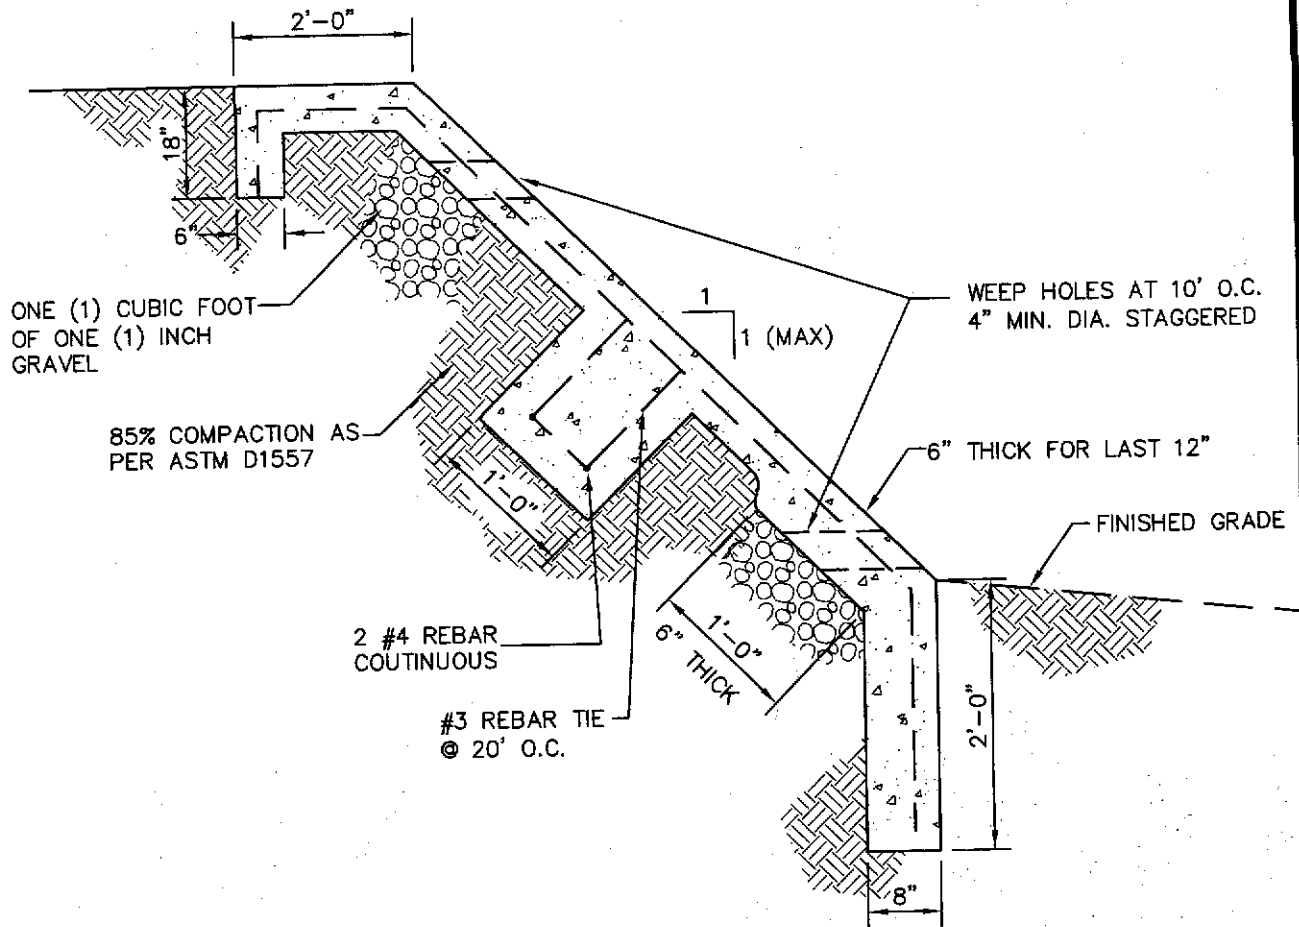 2'-0"
18"
6"
ONE (1) CUBIC FOOT
OF ONE (1) INCH
GRAVEL
85% COMPACTION AS
PER ASTM D1557
1'-0"
2 #4 REBAR
COUTINUOUS
#3 REBAR TIE
@ 20' O.C.
1
1 (MAX)
WEEP HOLES AT 10' O.C.
4" MIN. DIA. STAGGERED
6" THICK FOR LAST 12"
FINISHED GRADE
1'-0"
6" THICK
2'-0"
8"